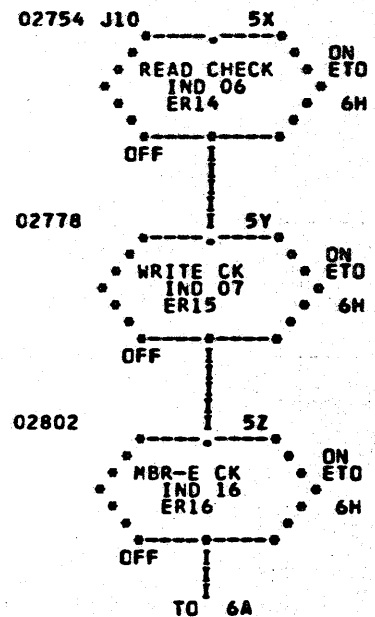 02754 J10 5X
ON
READ CHECK ETO
IND 06
ER14 6H
OFF
02778 5Y
ON
WRITE CK ETO
IND 07
ER15 6H
OFF
02802 5Z
ON
MBR-E CK ETO
IND 16
ER16 6H
OFF
TO 6A